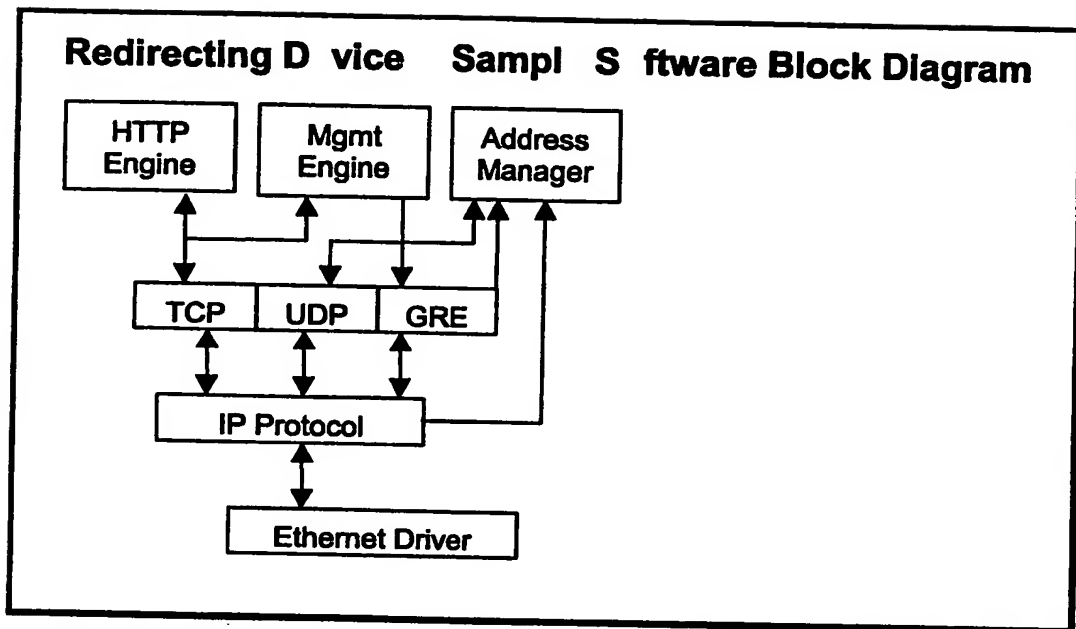 Redirecting D vice Sampl S ftware Block Diagram
HTTP
Engine
Mgmt
Engine
Address
Manager
TCP
UDP
GRE
IP Protocol
Ethernet Driver